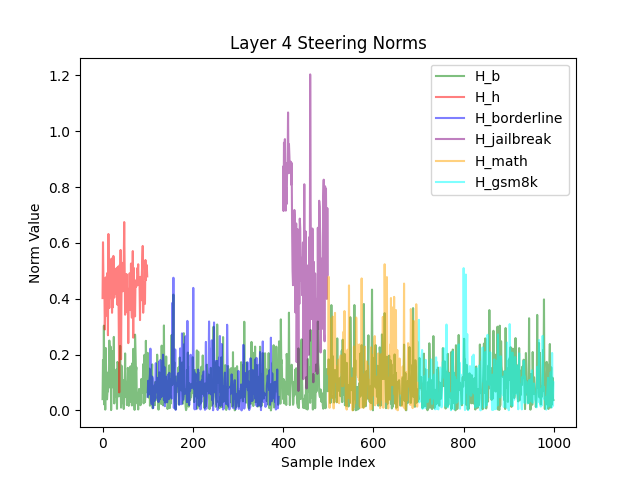 Layer 4 Steering Norms
H_b
H_h
H_borderline
H_jailbreak
H_math
H_gsm8k
Norm Value
1.2
1.0
0.8
0.6
0.4
0.2
0.0
0 200 400 600 800 1000
Sample Index